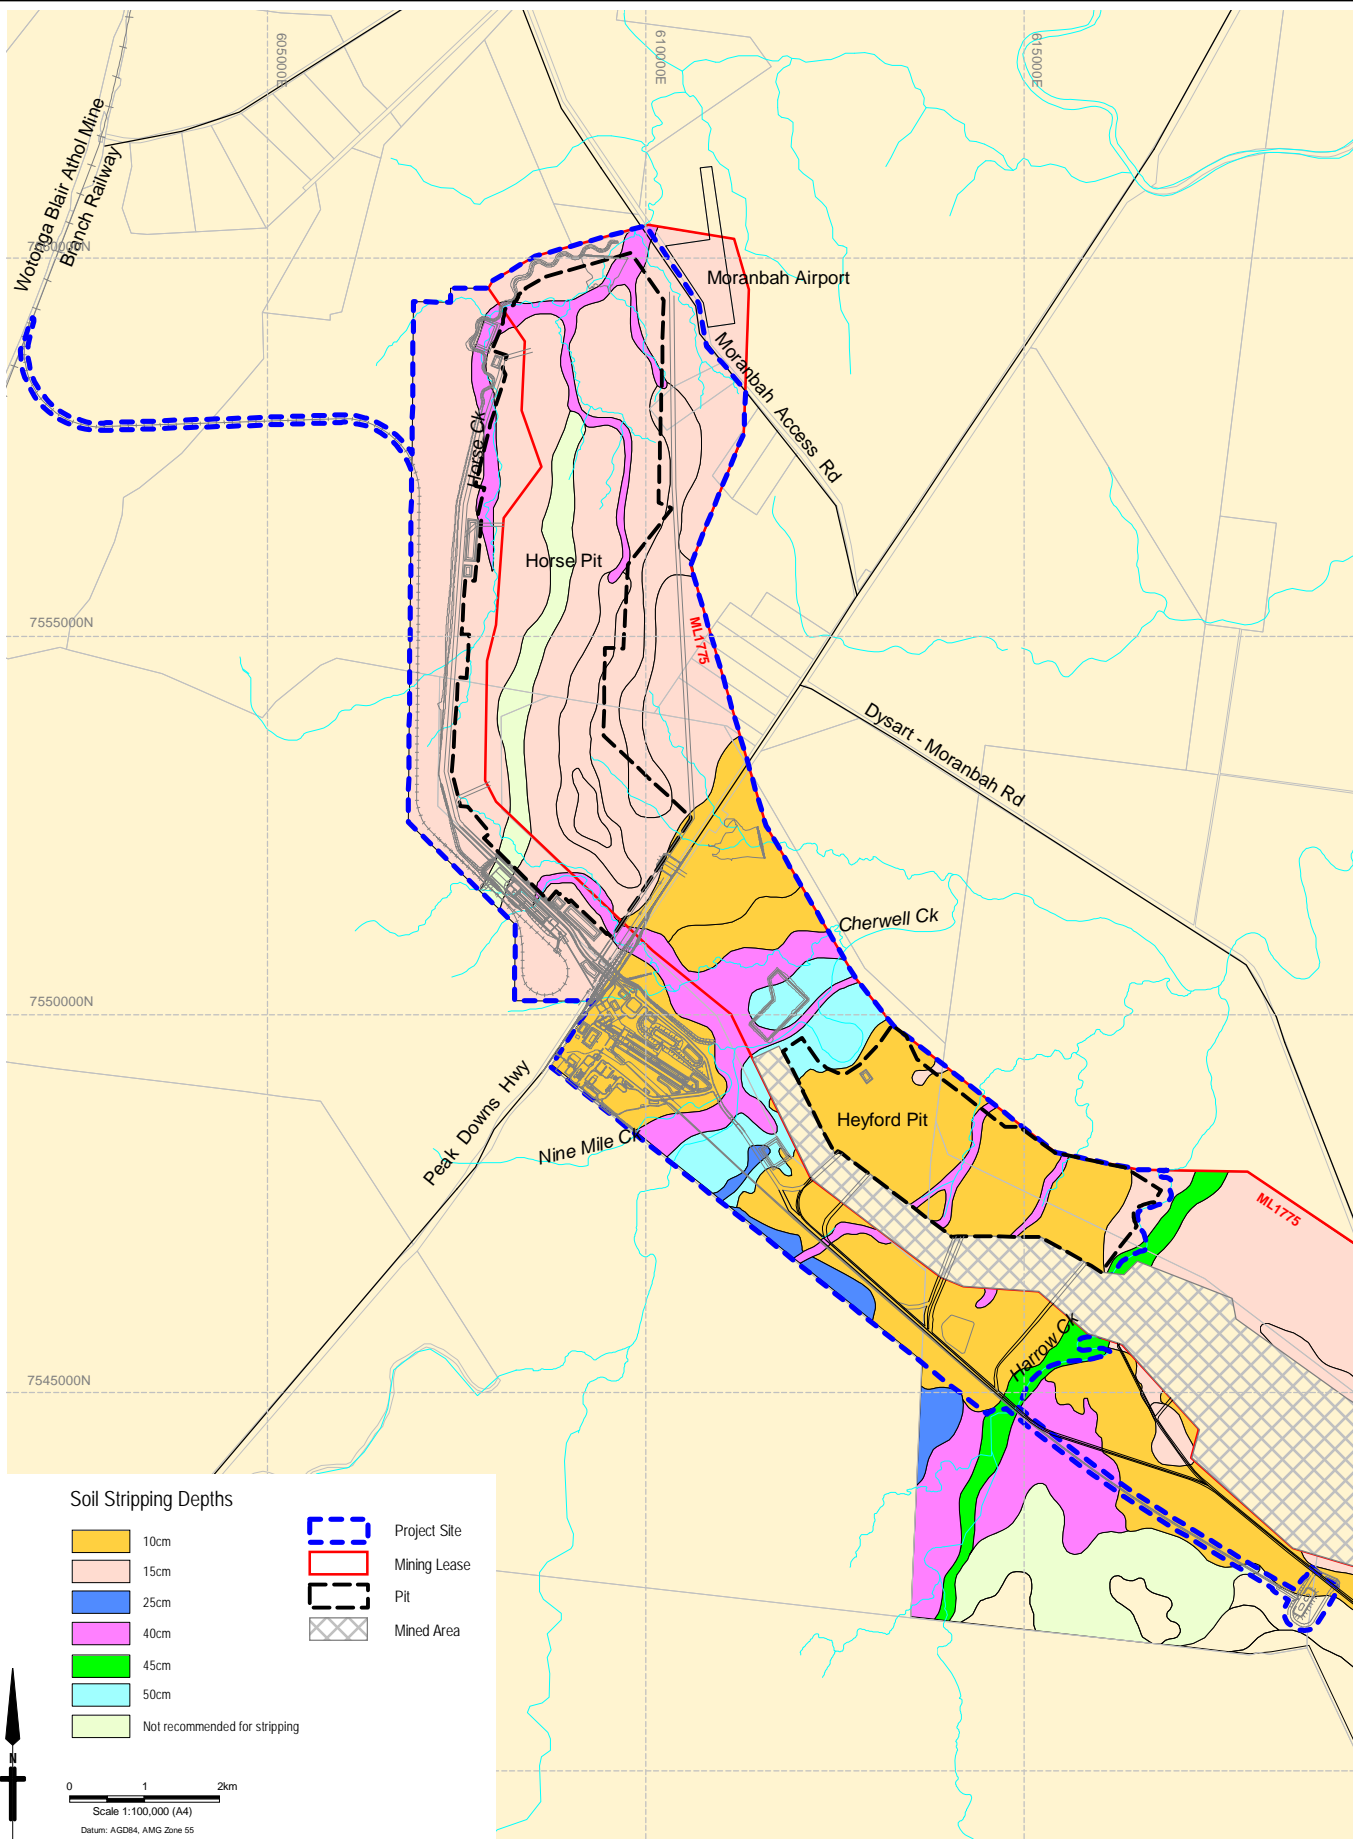 605000E
610000E
615000E
Wotonga Blair Athol Mine
Branch Railway
7560000N
Moranbah Airport
Moranbah Access Rd
Horse Ck
Horse Pit
7555000N
ML1775
Dysart - Moranbah Rd
Cherwell Ck
7550000N
Peak Downs Hwy
Nine Mile Ck
Heyford Pit
ML1775
Harrow Ck
7545000N
Soil Stripping Depths
10cm
15cm
25cm
40cm
45cm
50cm
Not recommended for stripping
Project Site
Mining Lease
Pit
Mined Area
N
0 1 2km
Scale 1:100,000 (A4)
Datum: AGD84, AMG Zone 55